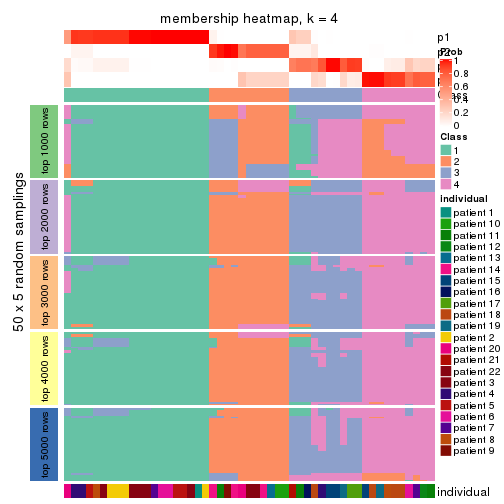 membership heatmap, k = 4
p1
Prob
1
0.8
0.6
0.4
0.2
0
Class
1
2
3
4
individual
patient 1
patient 10
patient 11
patient 12
patient 13
patient 14
patient 15
patient 16
patient 17
patient 18
patient 19
patient 2
patient 20
patient 21
patient 22
patient 3
patient 4
patient 5
patient 6
patient 7
patient 8
patient 9
50 x 5 random samplings
top 1000 rows
top 2000 rows
top 3000 rows
top 4000 rows
top 5000 rows
individual